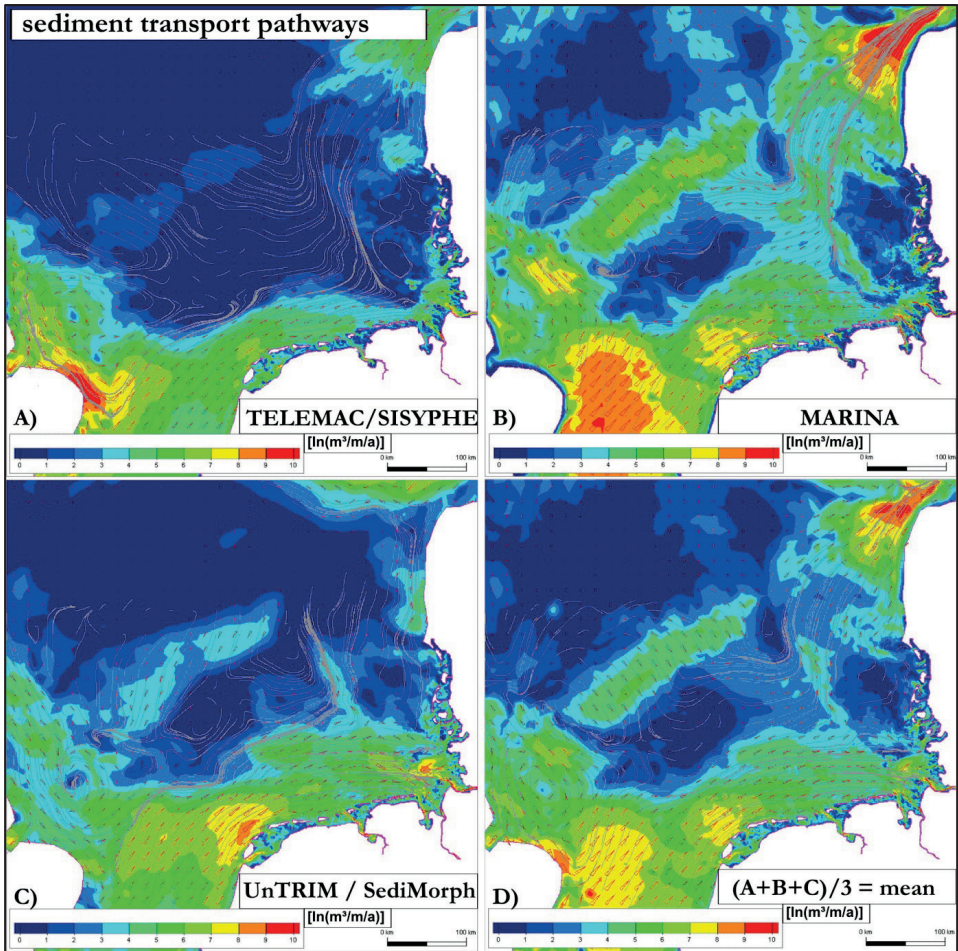 sediment transport pathways
A)
TELEMAC/SISYPHE
[ln(m³/m/a)]
0 1 2 3 4 5 6 7 8 9 10
0 km 100 km
B)
MARINA
[ln(m³/m/a)]
0 1 2 3 4 5 6 7 8 9 10
0 km 100 km
C)
UnTRIM / SediMorph
[ln(m³/m/a)]
0 1 2 3 4 5 6 7 8 9 10
0 km 100 km
D)
(A+B+C)/3 = mean
[ln(m³/m/a)]
0 1 2 3 4 5 6 7 8 9 10
0 km 100 km